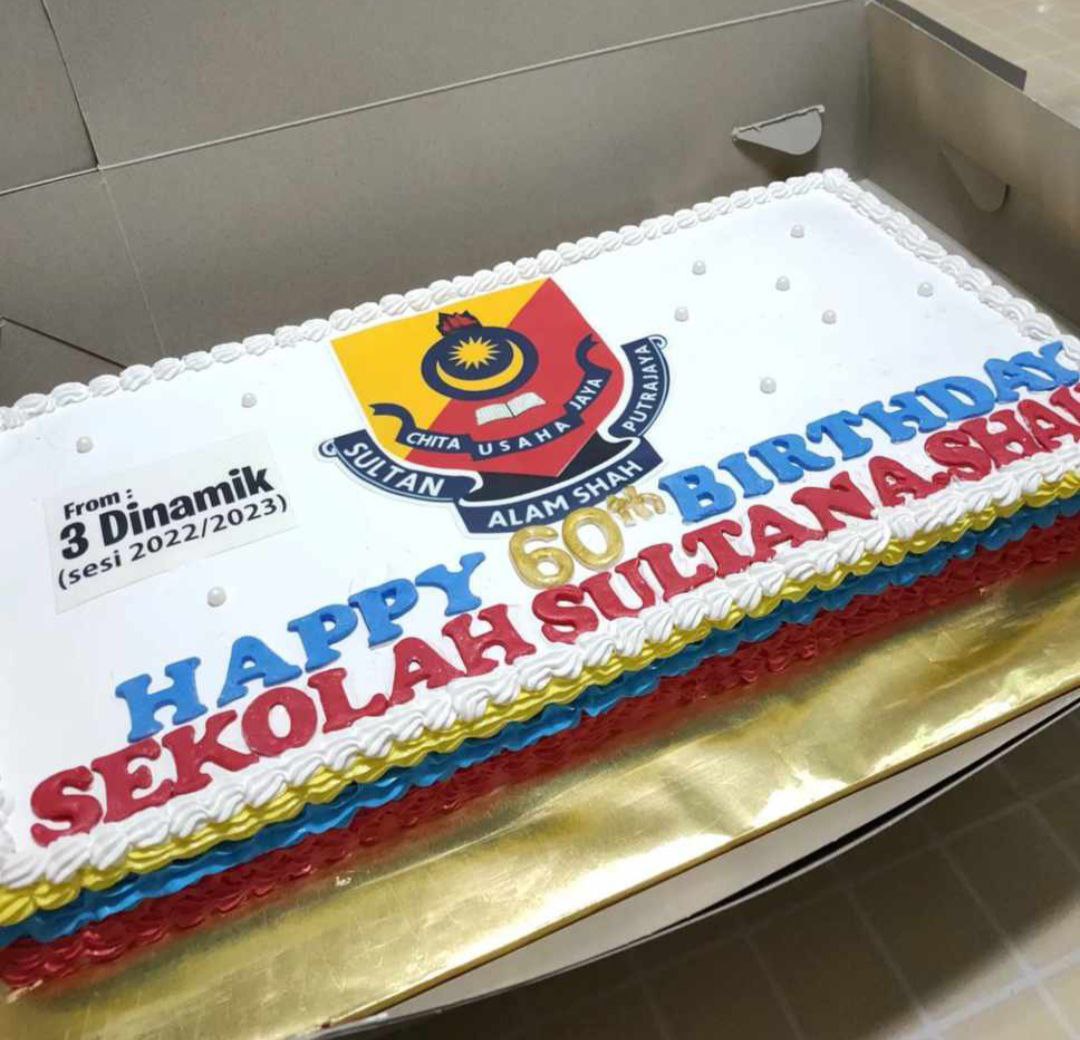 From :
3 Dinamik
(sesi 2022/2023)
CHITA USAHA JAYA
SULTAN ALAM SHAH PUTRAJAYA
HAPPY 60th BIRTHDAY
SEKOLAH SULTAN A.SHAH